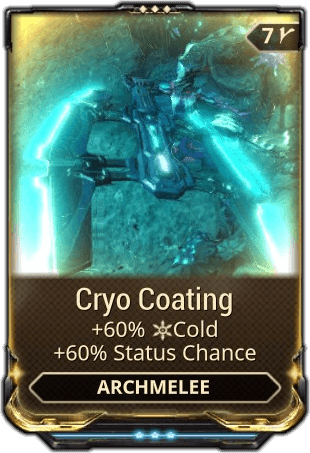 7
Cryo Coating
+60% Cold
+60% Status Chance
ARCHMELEE